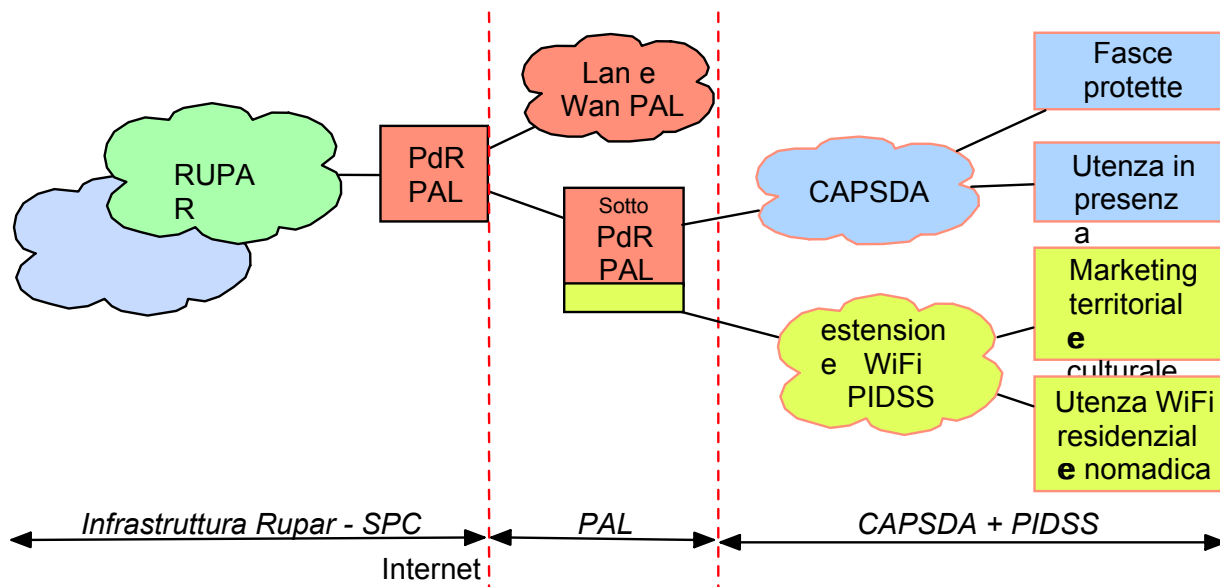 RUPA
R
PdR
PAL
Lan e
Wan PAL
Sotto
PdR
PAL
CAPSDA
estension
e WiFi
PIDSS
Fasce
protette
Utenza in
presenz
a
Marketing
territorial
e
culturale
Utenza WiFi
residenzial
e nomadica
Infrastruttura Rupar - SPC
PAL
CAPSDA + PIDSS
Internet